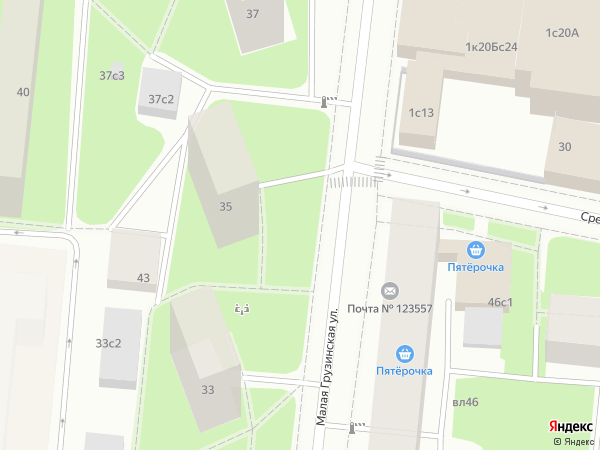 37
1с20А
1к20Бс24
37с3
40
37с2
1с13
30
35
Сре
Пятёрочка
43
Почта № 123557
46с1
Малая Грузинская ул.
33с2
Пятёрочка
33
вл46
Яндекс
© Яндекс